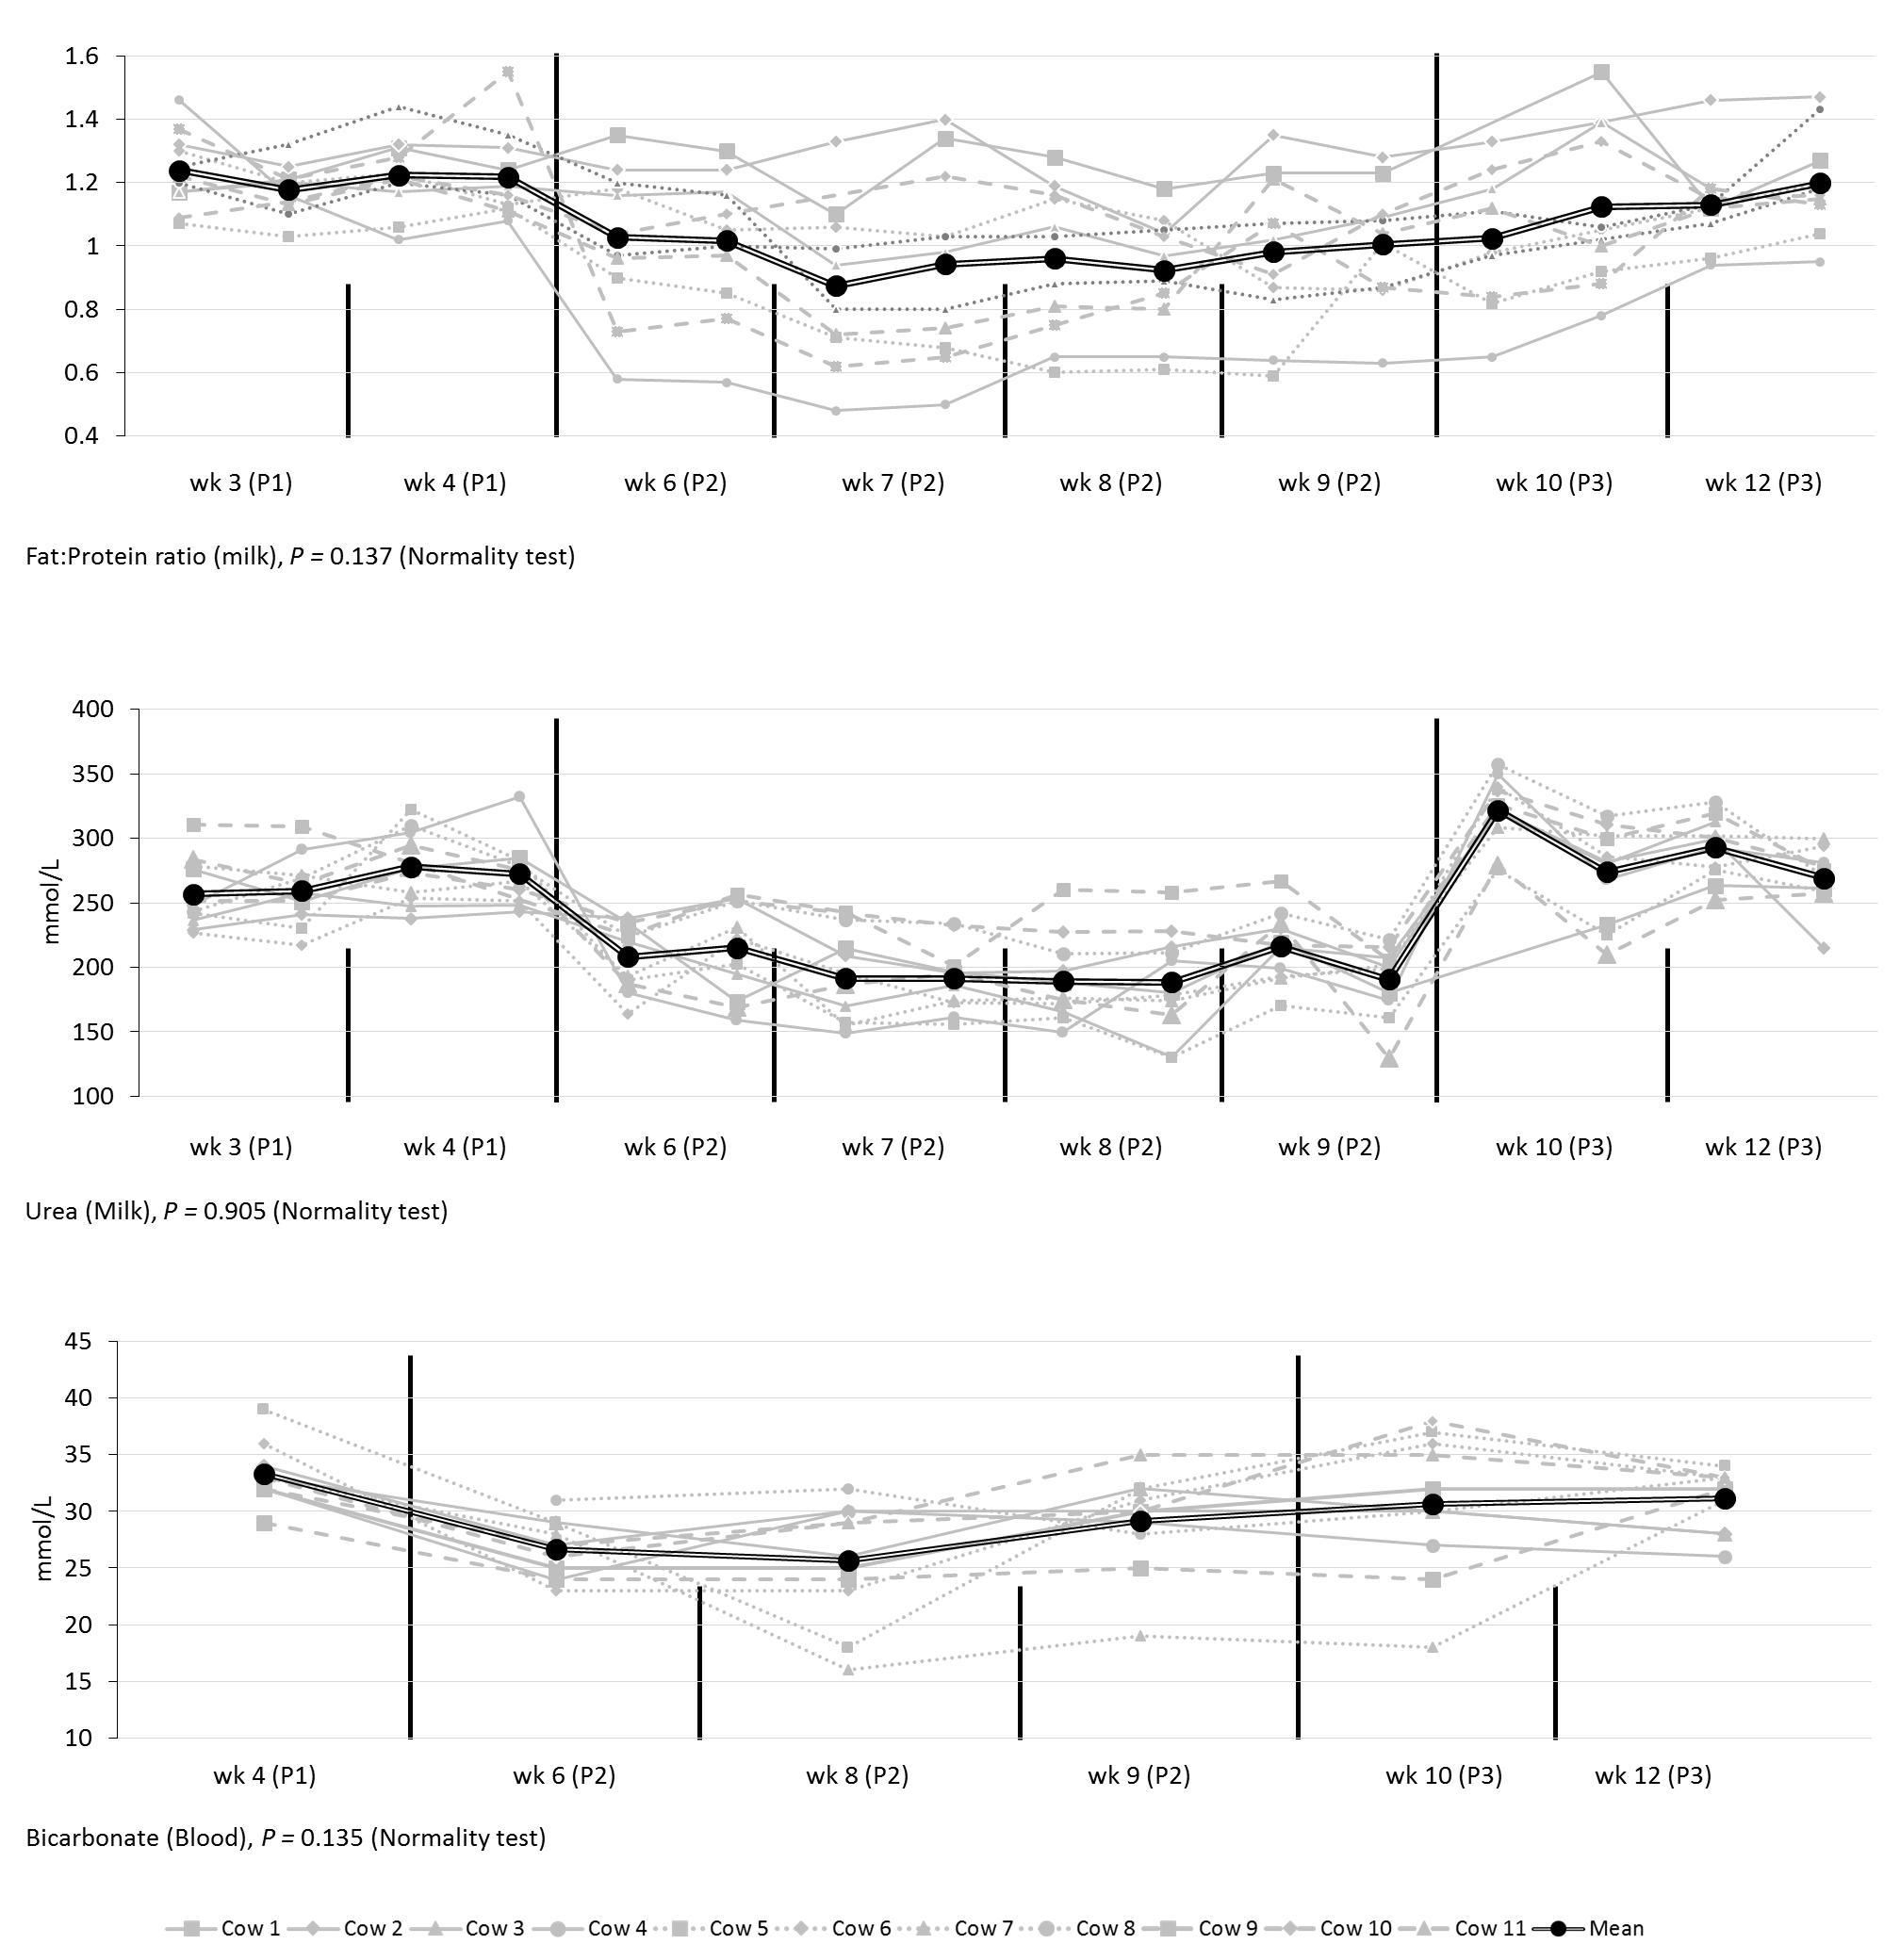 1.6
1.4
1.2
1
0.8
0.6
0.4
wk 3 (P1) wk 4 (P1) wk 6 (P2) wk 7 (P2) wk 8 (P2) wk 9 (P2) wk 10 (P3) wk 12 (P3)
Fat:Protein ratio (milk), P = 0.137 (Normality test)
400
350
300
250
200
150
100
mmol/L
wk 3 (P1) wk 4 (P1) wk 6 (P2) wk 7 (P2) wk 8 (P2) wk 9 (P2) wk 10 (P3) wk 12 (P3)
Urea (Milk), P = 0.905 (Normality test)
45
40
35
30
25
20
15
10
mmol/L
wk 4 (P1) wk 6 (P2) wk 8 (P2) wk 9 (P2) wk 10 (P3) wk 12 (P3)
Bicarbonate (Blood), P = 0.135 (Normality test)
Cow 1 Cow 2 Cow 3 Cow 4 Cow 5 Cow 6 Cow 7 Cow 8 Cow 9 Cow 10 Cow 11 Mean